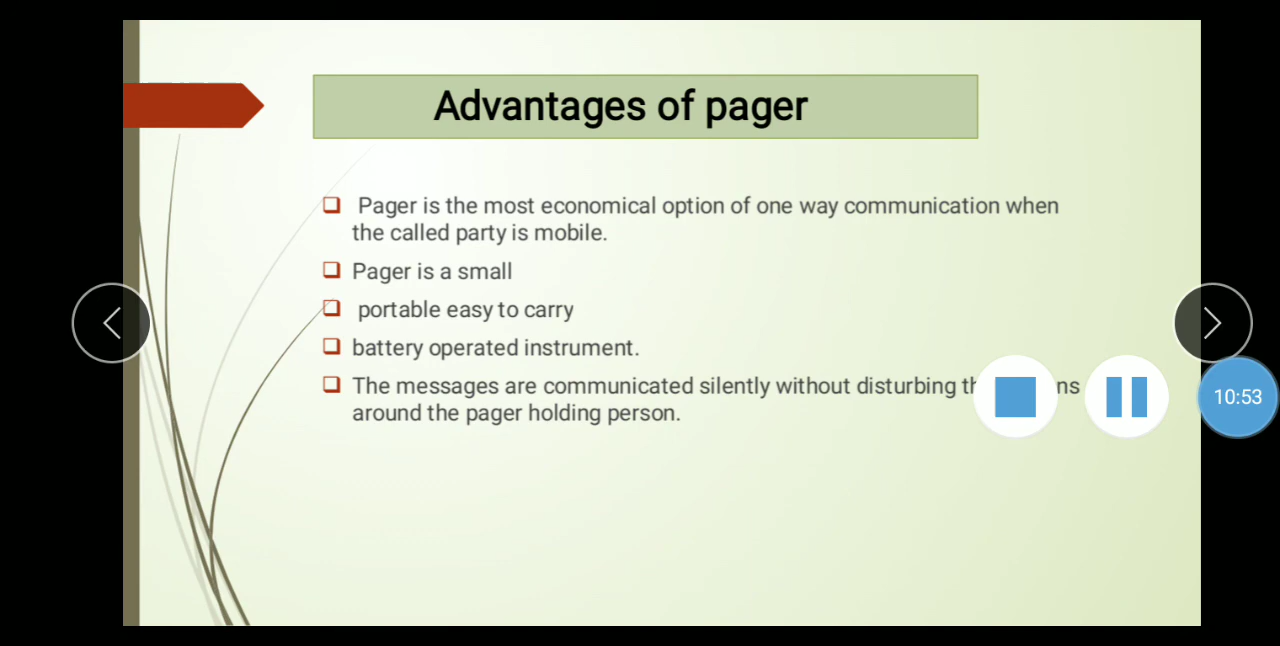 Advantages of pager
Pager is the most economical option of one way communication when
the called party is mobile.
Pager is a small
portable easy to carry
battery operated instrument.
The messages are communicated silently without disturbing
around the pager holding person.
10:53